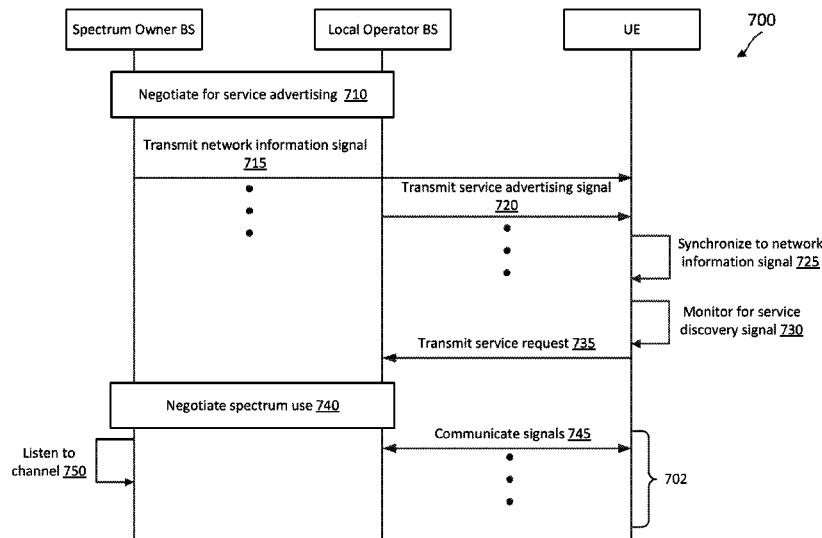 700
Spectrum Owner BS
Local Operator BS
UE
Negotiate for service advertising 710
Transmit network information signal
715
Transmit service advertising signal
720
Synchronize to network
information signal 725
Monitor for service
discovery signal 730
Transmit service request 735
Negotiate spectrum use 740
Communicate signals 745
Listen to
channel 750
702